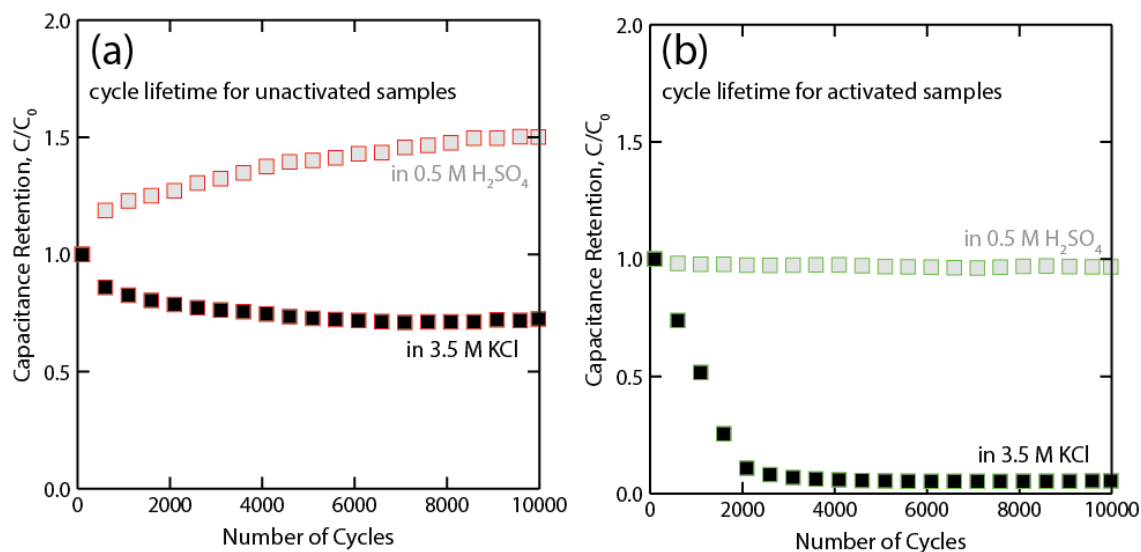 (a)
cycle lifetime for unactivated samples
in 0.5 M H₂SO₄
in 3.5 M KCl
Capacitance Retention, C/C₀
2.0
1.5
1.0
0.5
0.0
0 2000 4000 6000 8000 10000
Number of Cycles
(b)
cycle lifetime for activated samples
in 0.5 M H₂SO₄
in 3.5 M KCl
Capacitance Retention, C/C₀
2.0
1.5
1.0
0.5
0.0
0 2000 4000 6000 8000 10000
Number of Cycles